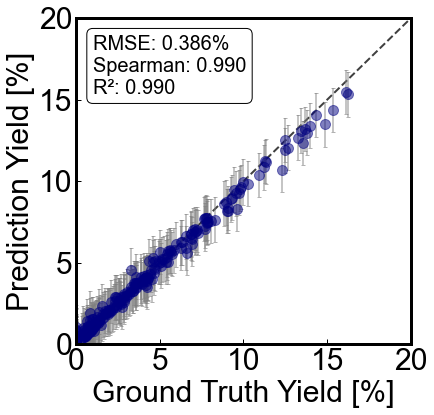 RMSE: 0.386%
Spearman: 0.990
R²: 0.990
Prediction Yield [%]
20
15
10
5
0
0 5 10 15 20
Ground Truth Yield [%]